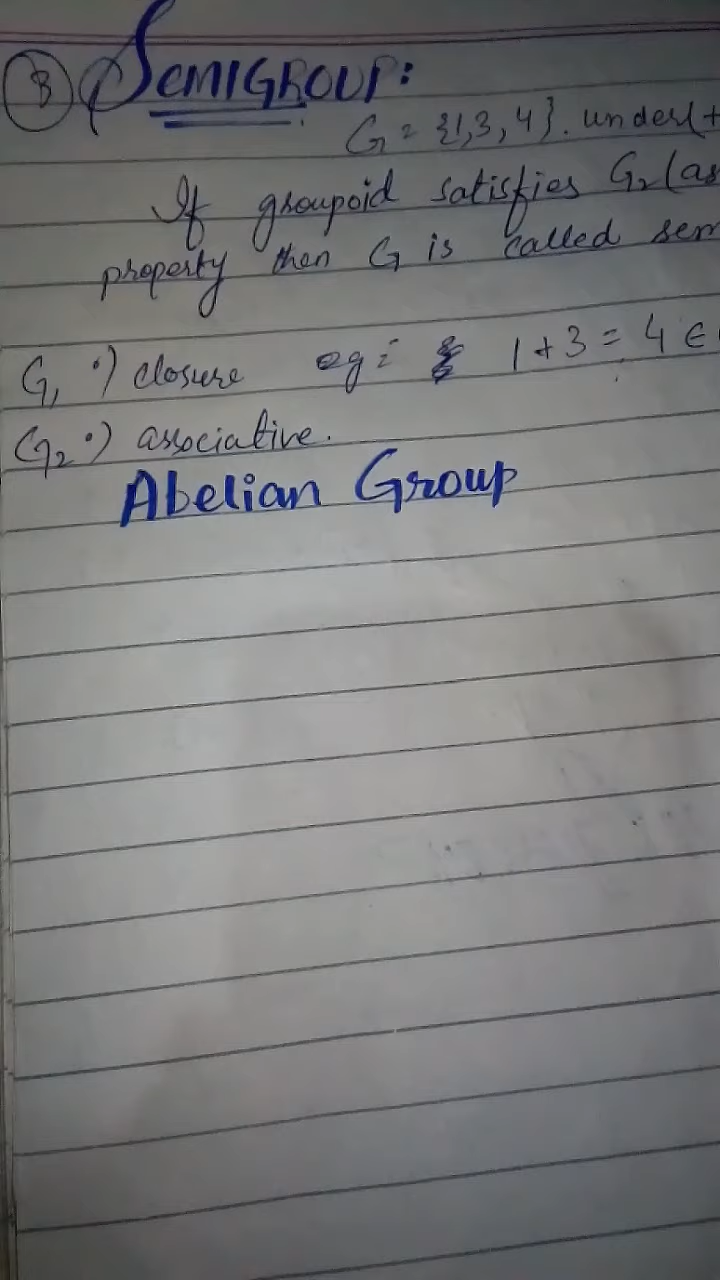 B) SEMIGROUP:
G = {1,3,4}. under(+
If groupoid satisfies G2 (as
property then G is called sem
G1 •) closure eg: 1+3=4 ∈
G2 •) associative.
Abelian Group